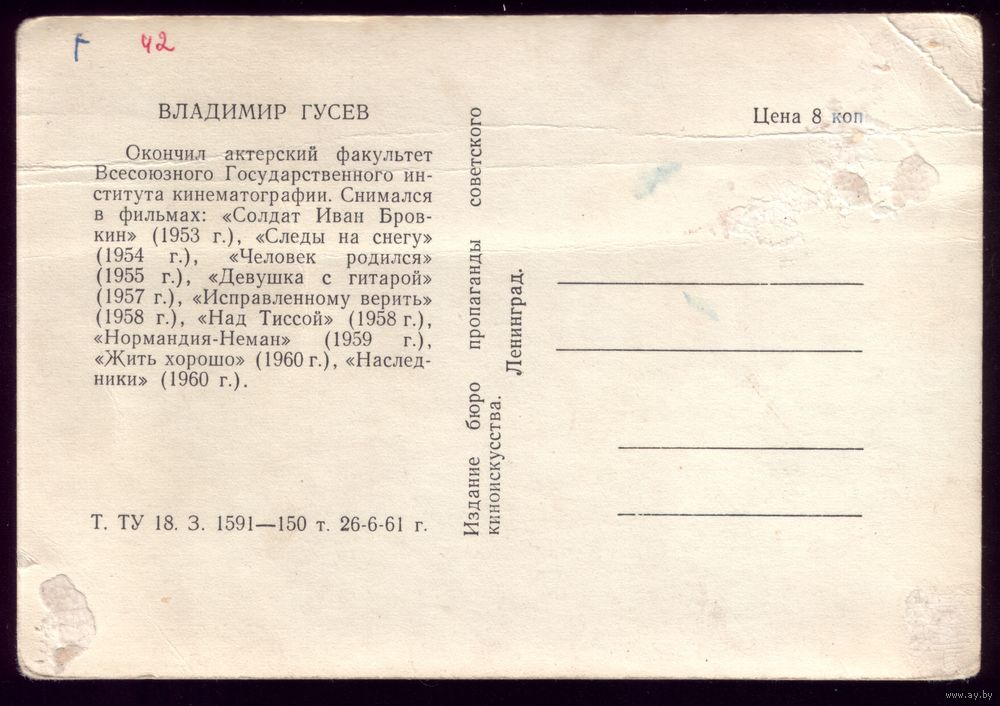 Г 42
ВЛАДИМИР ГУСЕВ
Окончил актерский факультет
Всесоюзного Государственного ин-
ститута кинематографии. Снимался
в фильмах: «Солдат Иван Бров-
кин» (1953 г.), «Следы на снегу»
(1954 г.), «Человек родился»
(1955 г.), «Девушка с гитарой»
(1957 г.), «Исправленному верить»
(1958 г.), «Над Тиссой» (1958 г.),
«Нормандия-Неман» (1959 г.),
«Жить хорошо» (1960 г.), «Наслед-
ники» (1960 г.).
Т. ТУ 18. З. 1591—150 т. 26-6-61 г.
Издание бюро пропаганды советского
киноискусства.
Ленинград.
Цена 8 коп
www.ay.by